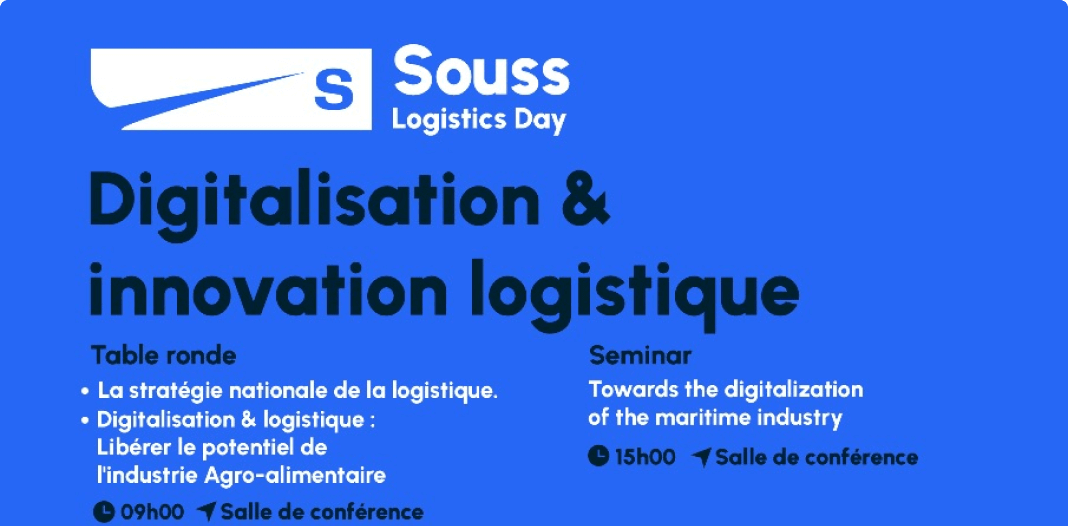 S
Souss
Logistics Day
Digitalisation &
innovation logistique
Table ronde
• La stratégie nationale de la logistique.
• Digitalisation & logistique :
Libérer le potentiel de
l'industrie Agro-alimentaire
09h00 Salle de conférence
Seminar
Towards the digitalization
of the maritime industry
15h00 Salle de conférence